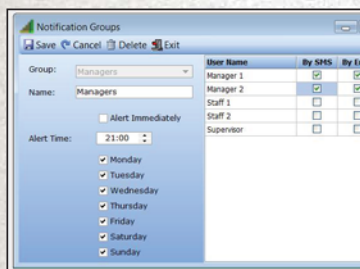 Notification Groups
Save Cancel Delete Exit
Group: Managers
Name: Managers
Alert Immediately
Alert Time: 21:00
Monday
Tuesday
Wednesday
Thursday
Friday
Saturday
Sunday
User Name By SMS By E
Manager 1
Manager 2
Staff 1
Staff 2
Supervisor